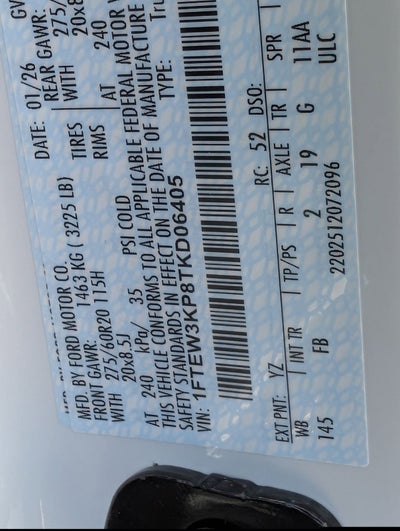 MFD. BY FORD MOTOR CO.
DATE: 01/26
GV
FRONT GAWR: 1463 KG ( 3225 LB)
REAR GAWR:
WITH 275/60R20 115H TIRES
WITH 275/
20x8.5J RIMS
20x8
AT 240 kPa/ 35 PSI COLD
AT 240
THIS VEHICLE CONFORMS TO ALL APPLICABLE FEDERAL MOTOR V
SAFETY STANDARDS IN EFFECT ON THE DATE OF MANUFACTURE
VIN: 1FTEW3KP8TKD06405
TYPE: Tru
EXT PNT: YZ RC: 52 DSO:
WB INT TR TP/PS R AXLE TR SPR
145 FB 2 19 G 11AA
2202512072096 ULC